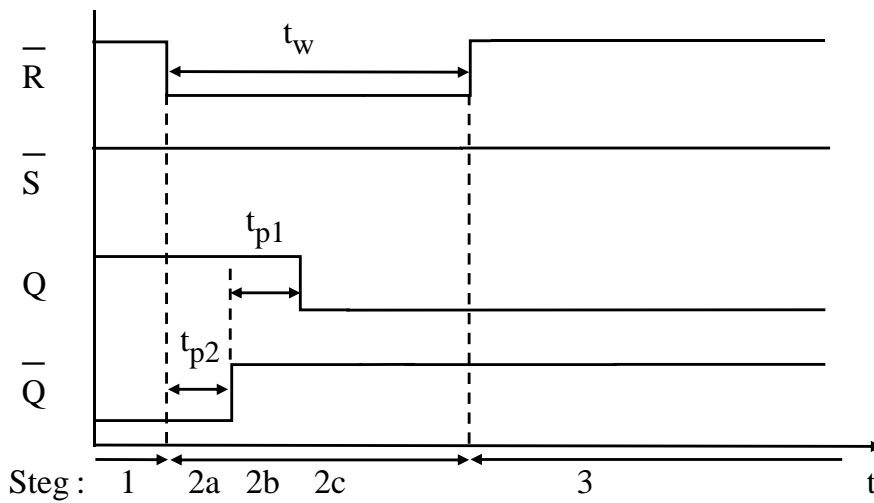 t_w
R̅
S̅
t_p1
Q
t_p2
Q̅
Steg : 1 2a 2b 2c 3 t